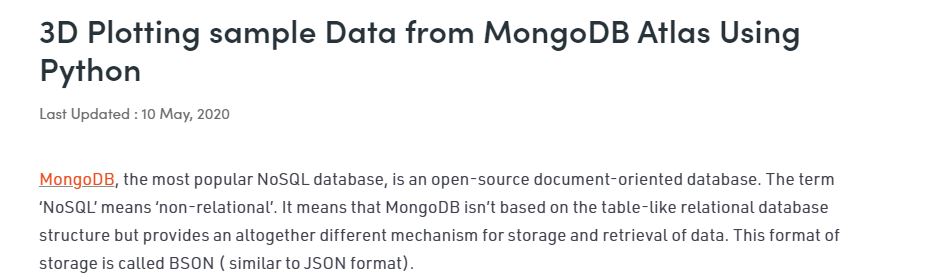 3D Plotting sample Data from MongoDB Atlas Using
Python
Last Updated : 10 May, 2020
MongoDB, the most popular NoSQL database, is an open-source document-oriented database. The term
‘NoSQL’ means ‘non-relational’. It means that MongoDB isn’t based on the table-like relational database
structure but provides an altogether different mechanism for storage and retrieval of data. This format of
storage is called BSON ( similar to JSON format).